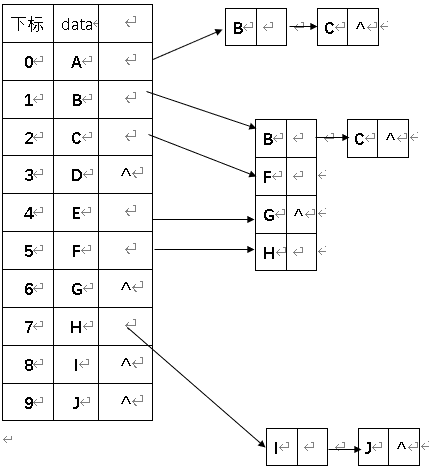 下标 data
0 A
1 B
2 C
3 D ^
4 E
5 F
6 G ^
7 H
8 I ^
9 J ^
B C ^
B C ^
F
G ^
H
I J ^